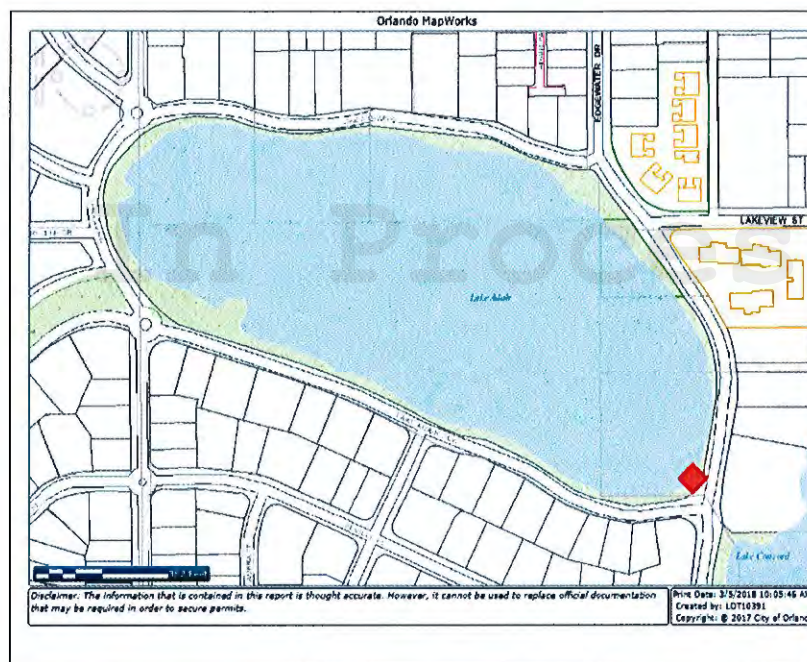 Orlando MapWorks
EDGEWATER DR
LAKEVIEW ST
In Proces
Lake Adair
Lake Concord
Disclaimer: The information that is contained in this report is thought accurate. However, it cannot be used to replace official documentation
that may be required in order to secure permits.
Print Date: 3/5/2018 10:05:46 A
Created by: LOT10391
Copyright: © 2017 City of Orland